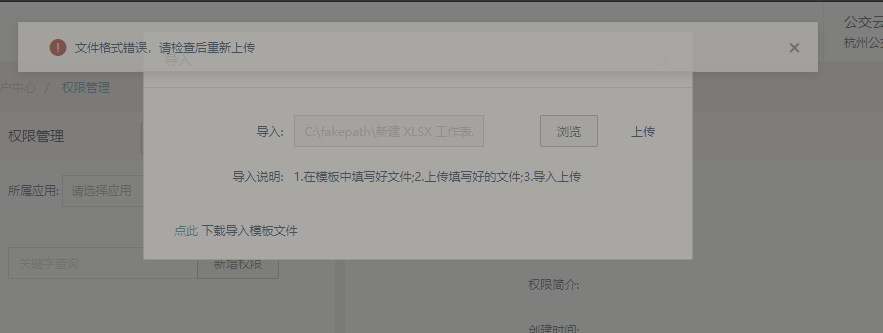 公交云
文件格式错误，请检查后重新上传
杭州公
导入
户中心 / 权限管理
权限管理
导入: C:\fakepath\新建 XLSX 工作表. 浏览 上传
导入说明: 1.在模板中填写好文件;2.上传填写好的文件;3.导入上传
所属应用: 请选择应用
点此 下载导入模板文件
关键字查询 新增权限
权限简介:
创建时间: